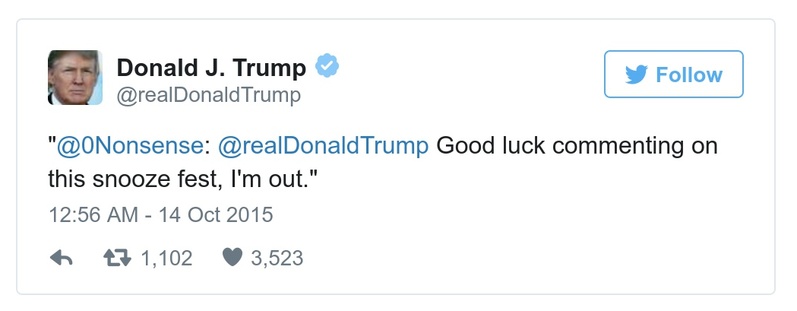 Donald J. Trump
@realDonaldTrump
Follow
"@0Nonsense: @realDonaldTrump Good luck commenting on
this snooze fest, I'm out."
12:56 AM - 14 Oct 2015
1,102 3,523